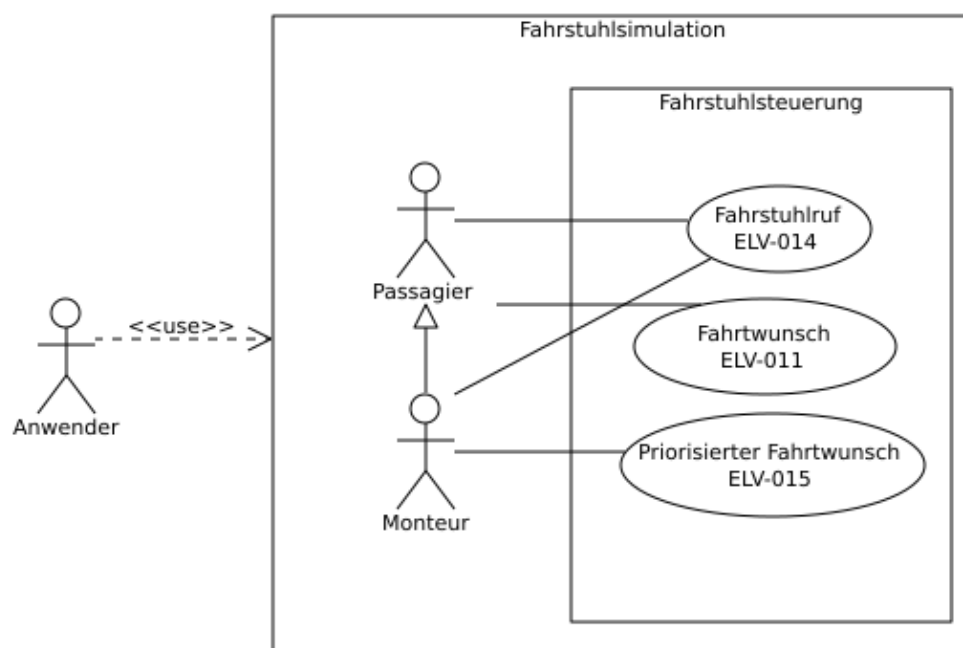 Fahrstuhlsimulation
Fahrstuhlsteuerung
Fahrstuhlruf
ELV-014
Passagier
<<use>>
Fahrtwunsch
ELV-011
Anwender
Priorisierter Fahrtwunsch
ELV-015
Monteur